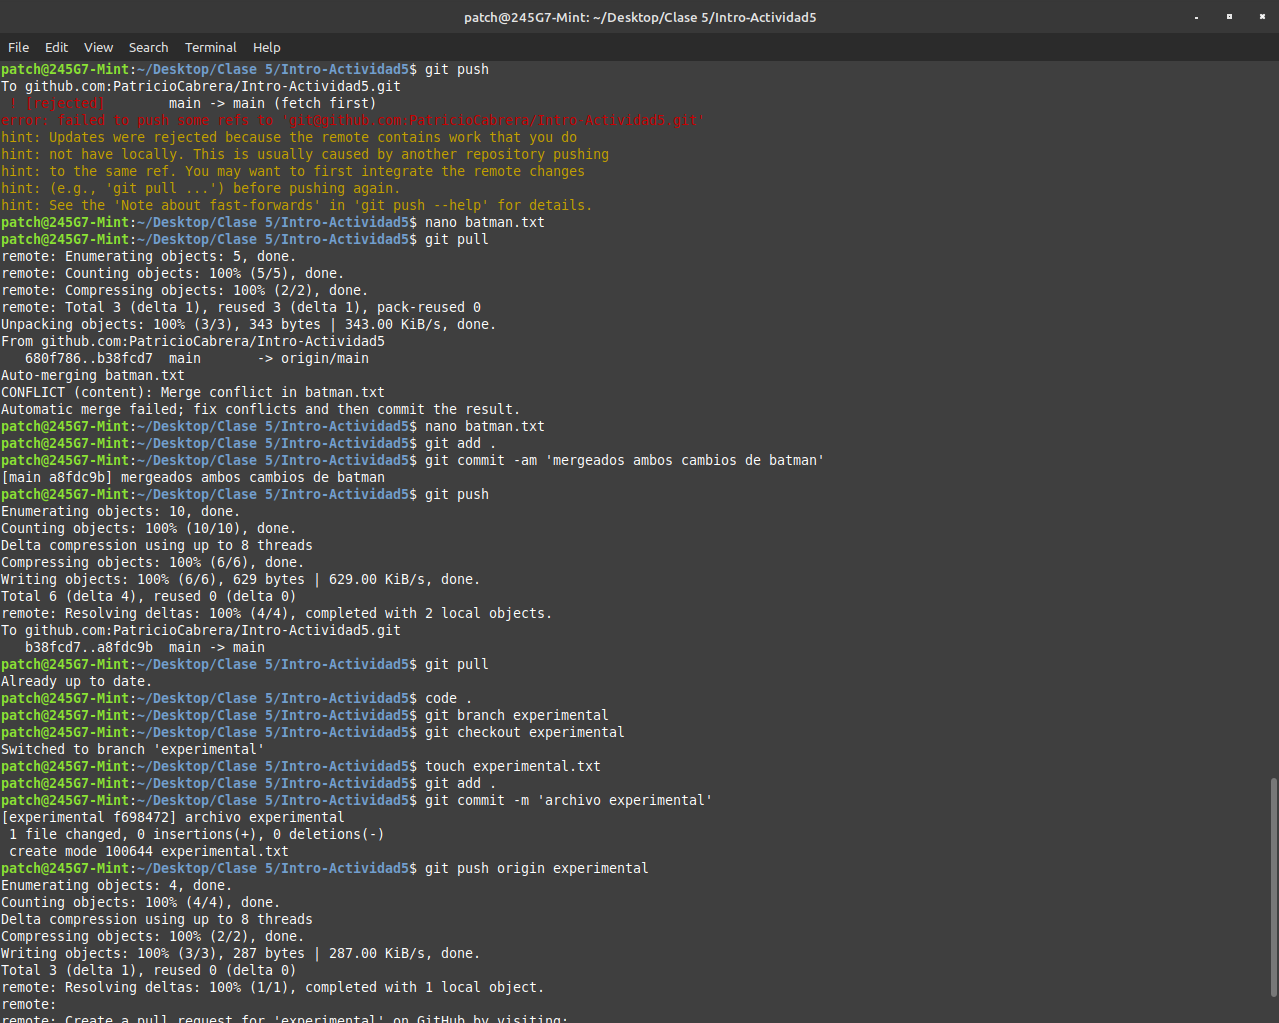 patch@245G7-Mint: ~/Desktop/Clase 5/Intro-Actividad5
File Edit View Search Terminal Help
patch@245G7-Mint:~/Desktop/Clase 5/Intro-Actividad5$ git push
To github.com:PatricioCabrera/Intro-Actividad5.git
 ! [rejected]        main -> main (fetch first)
error: failed to push some refs to 'git@github.com:PatricioCabrera/Intro-Actividad5.git'
hint: Updates were rejected because the remote contains work that you do
hint: not have locally. This is usually caused by another repository pushing
hint: to the same ref. You may want to first integrate the remote changes
hint: (e.g., 'git pull ...') before pushing again.
hint: See the 'Note about fast-forwards' in 'git push --help' for details.
patch@245G7-Mint:~/Desktop/Clase 5/Intro-Actividad5$ nano batman.txt
patch@245G7-Mint:~/Desktop/Clase 5/Intro-Actividad5$ git pull
remote: Enumerating objects: 5, done.
remote: Counting objects: 100% (5/5), done.
remote: Compressing objects: 100% (2/2), done.
remote: Total 3 (delta 1), reused 3 (delta 1), pack-reused 0
Unpacking objects: 100% (3/3), 343 bytes | 343.00 KiB/s, done.
From github.com:PatricioCabrera/Intro-Actividad5
   680f786..b38fcd7  main       -> origin/main
Auto-merging batman.txt
CONFLICT (content): Merge conflict in batman.txt
Automatic merge failed; fix conflicts and then commit the result.
patch@245G7-Mint:~/Desktop/Clase 5/Intro-Actividad5$ nano batman.txt
patch@245G7-Mint:~/Desktop/Clase 5/Intro-Actividad5$ git add .
patch@245G7-Mint:~/Desktop/Clase 5/Intro-Actividad5$ git commit -am 'mergeados ambos cambios de batman'
[main a8fdc9b] mergeados ambos cambios de batman
patch@245G7-Mint:~/Desktop/Clase 5/Intro-Actividad5$ git push
Enumerating objects: 10, done.
Counting objects: 100% (10/10), done.
Delta compression using up to 8 threads
Compressing objects: 100% (6/6), done.
Writing objects: 100% (6/6), 629 bytes | 629.00 KiB/s, done.
Total 6 (delta 4), reused 0 (delta 0)
remote: Resolving deltas: 100% (4/4), completed with 2 local objects.
To github.com:PatricioCabrera/Intro-Actividad5.git
   b38fcd7..a8fdc9b  main -> main
patch@245G7-Mint:~/Desktop/Clase 5/Intro-Actividad5$ git pull
Already up to date.
patch@245G7-Mint:~/Desktop/Clase 5/Intro-Actividad5$ code .
patch@245G7-Mint:~/Desktop/Clase 5/Intro-Actividad5$ git branch experimental
patch@245G7-Mint:~/Desktop/Clase 5/Intro-Actividad5$ git checkout experimental
Switched to branch 'experimental'
patch@245G7-Mint:~/Desktop/Clase 5/Intro-Actividad5$ touch experimental.txt
patch@245G7-Mint:~/Desktop/Clase 5/Intro-Actividad5$ git add .
patch@245G7-Mint:~/Desktop/Clase 5/Intro-Actividad5$ git commit -m 'archivo experimental'
[experimental f698472] archivo experimental
 1 file changed, 0 insertions(+), 0 deletions(-)
 create mode 100644 experimental.txt
patch@245G7-Mint:~/Desktop/Clase 5/Intro-Actividad5$ git push origin experimental
Enumerating objects: 4, done.
Counting objects: 100% (4/4), done.
Delta compression using up to 8 threads
Compressing objects: 100% (2/2), done.
Writing objects: 100% (3/3), 287 bytes | 287.00 KiB/s, done.
Total 3 (delta 1), reused 0 (delta 0)
remote: Resolving deltas: 100% (1/1), completed with 1 local object.
remote:
remote: Create a pull request for 'experimental' on GitHub by visiting: